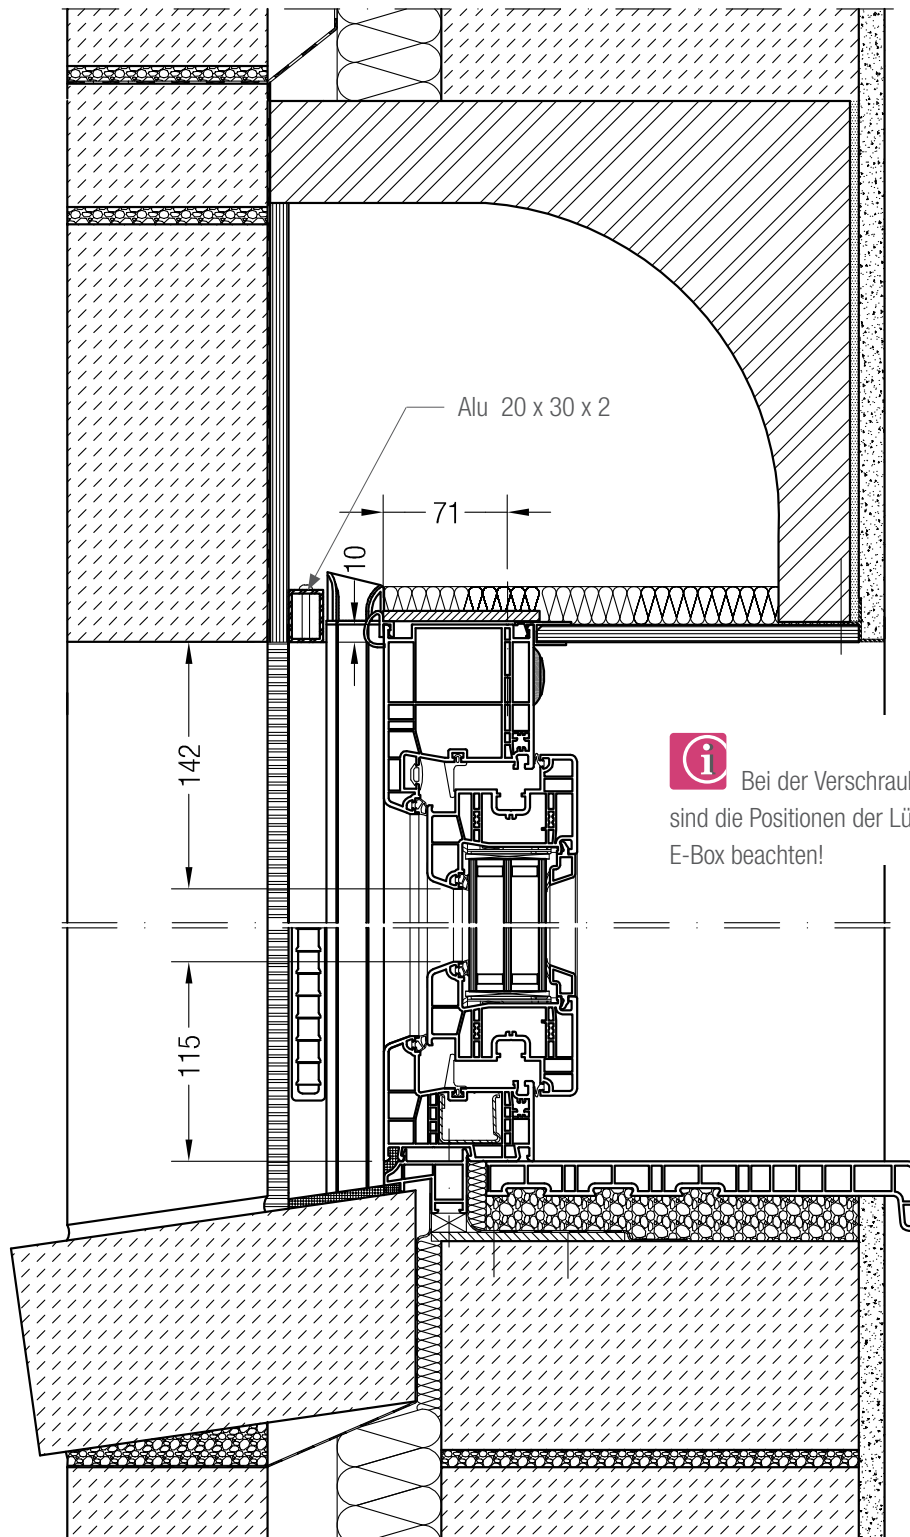 Alu 20 x 30 x 2
71
10
142
i Bei der Verschraul
sind die Positionen der Lü
E-Box beachten!
115